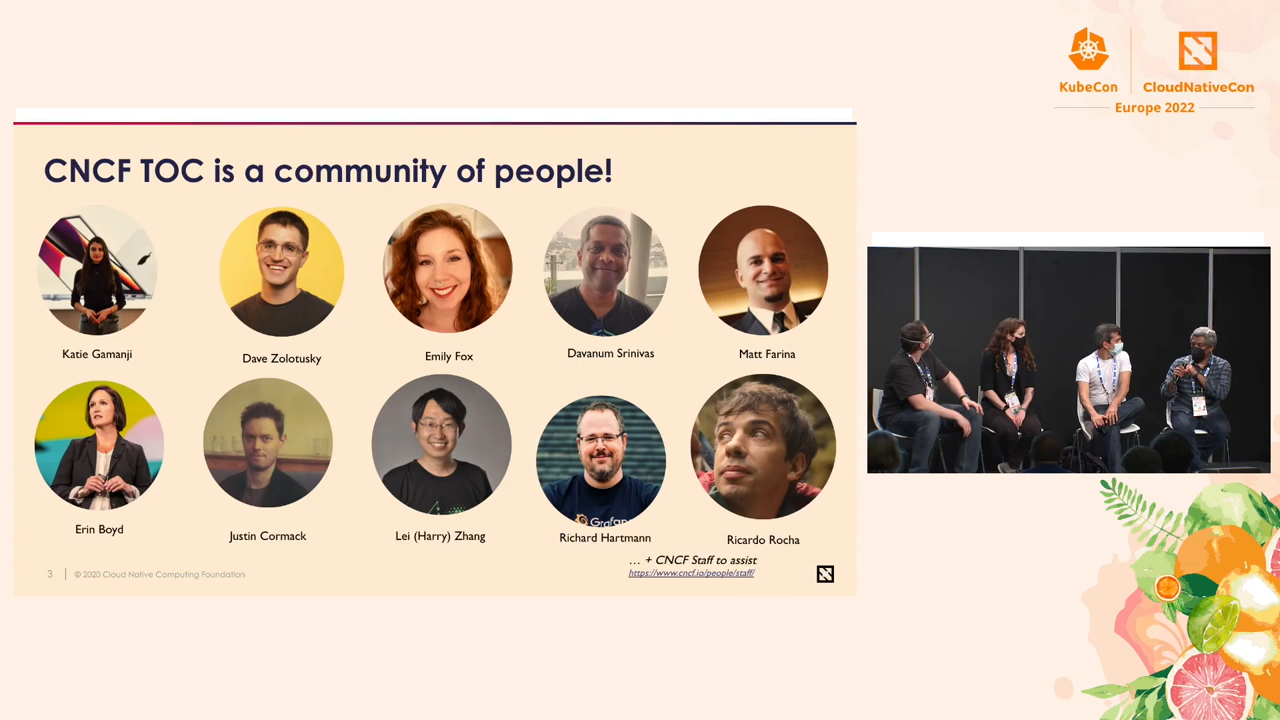 KubeCon
CloudNativeCon
Europe 2022
CNCF TOC is a community of people!
Katie Gamanji
Dave Zolotusky
Emily Fox
Davanum Srinivas
Matt Farina
Erin Boyd
Justin Cormack
Lei (Harry) Zhang
Grafan
Richard Hartmann
Ricardo Rocha
... + CNCF Staff to assist
https://www.cncf.io/people/staff/
3
© 2020 Cloud Native Computing Foundation